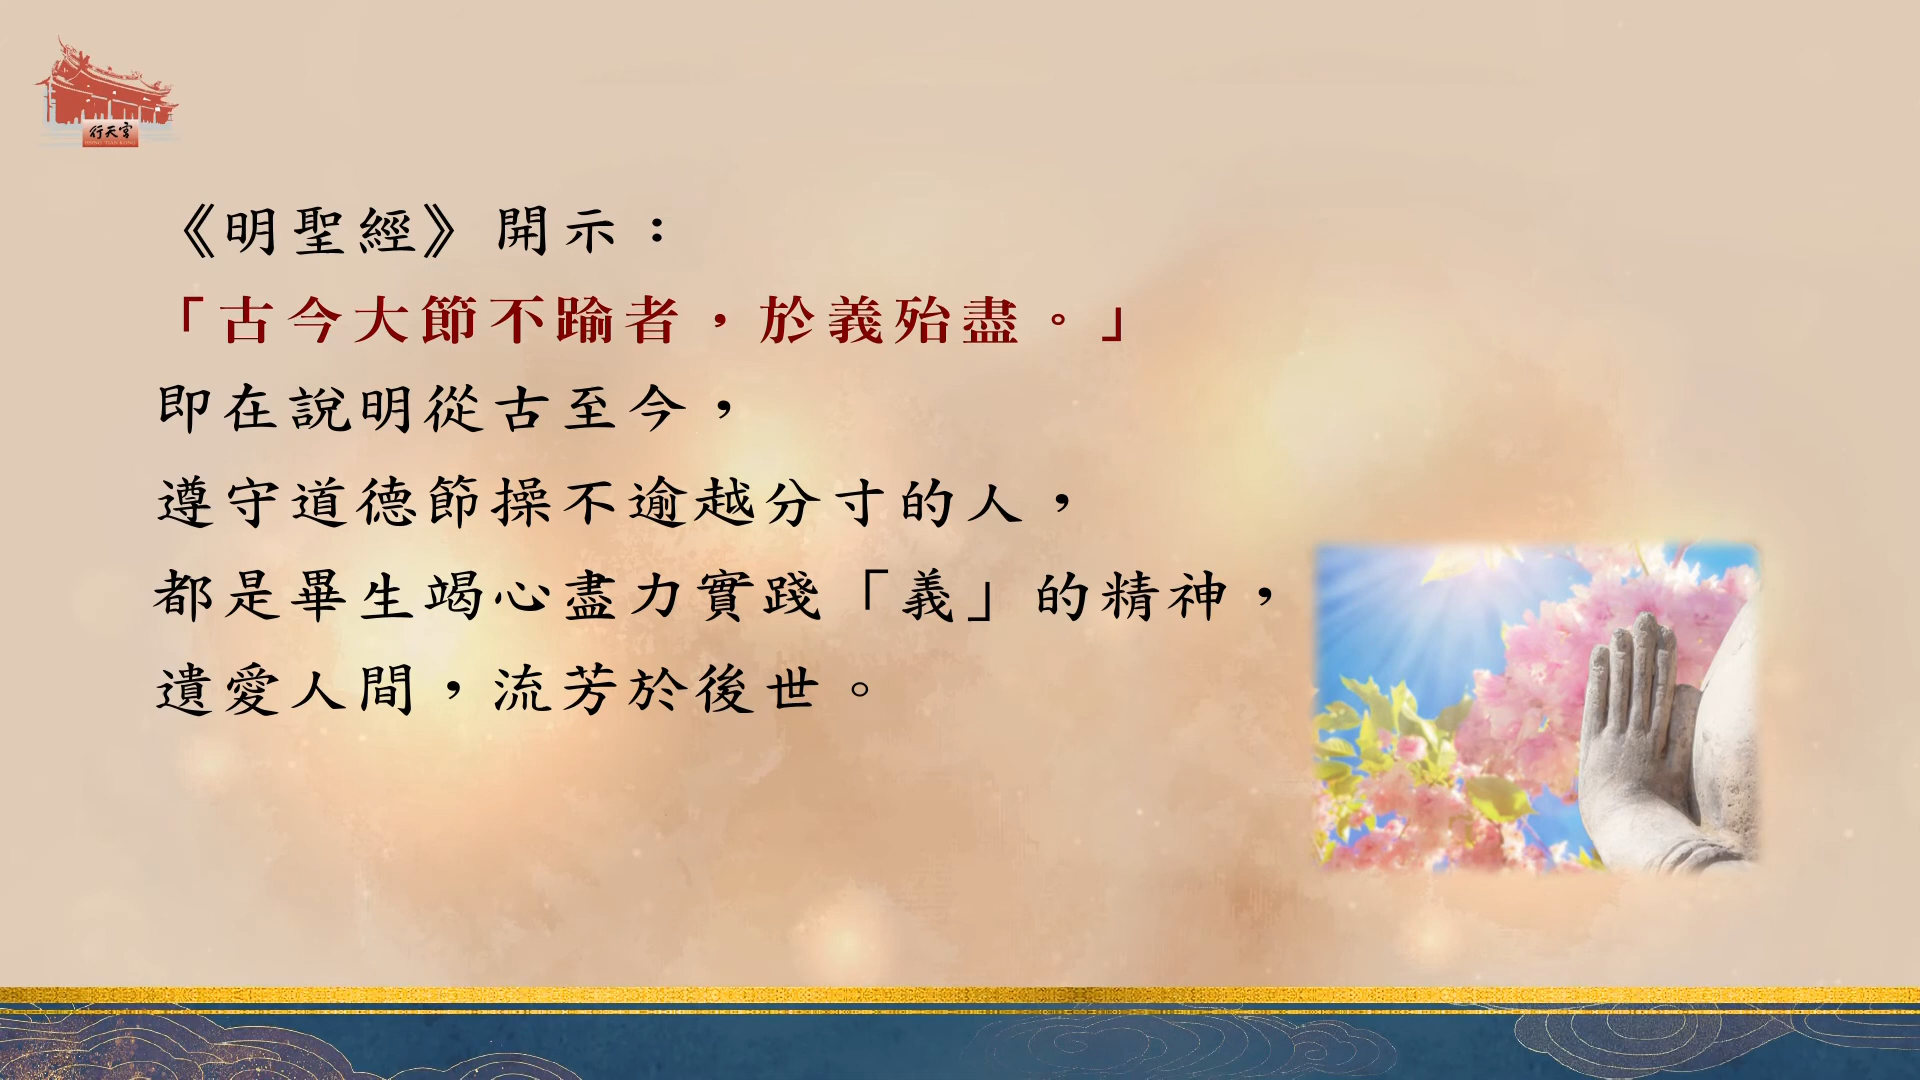 行天宮
HSING TIAN KONG
《明聖經》開示：
「古今大節不踰者，於義殆盡。」
即在說明從古至今，
遵守道德節操不逾越分寸的人，
都是畢生竭心盡力實踐「義」的精神，
遺愛人間，流芳於後世。